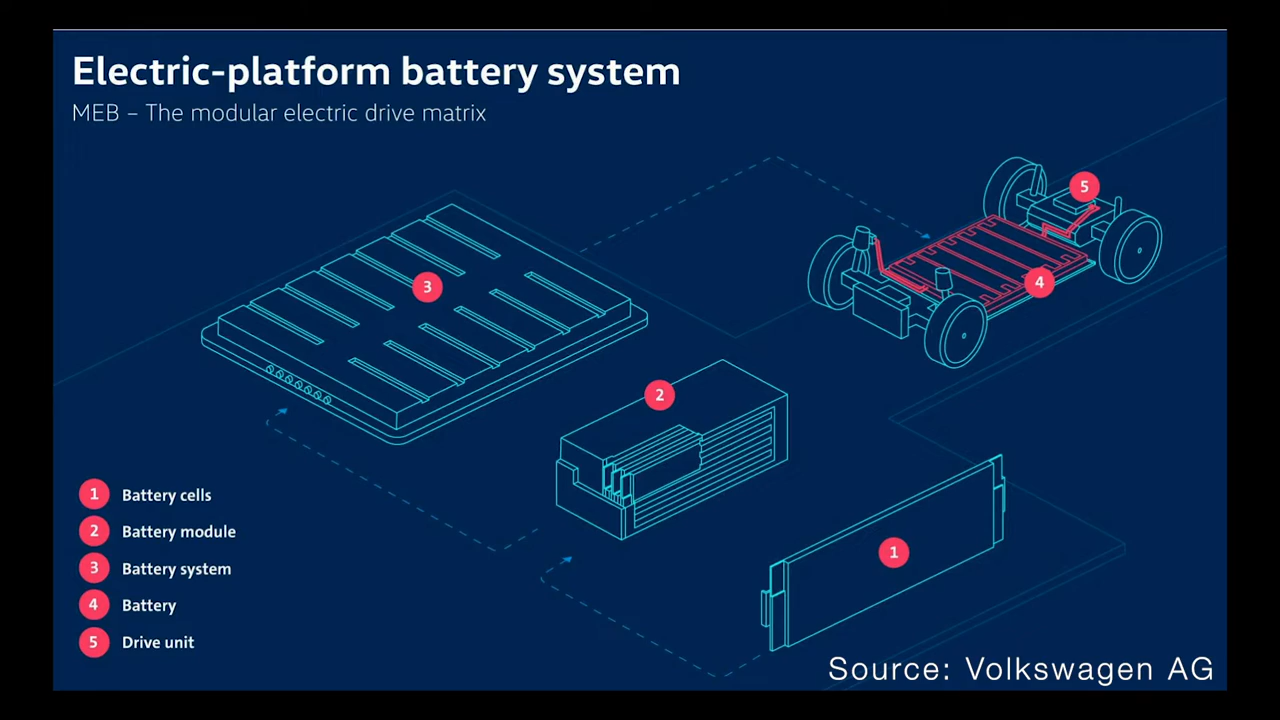 Electric-platform battery system
MEB – The modular electric drive matrix
5
3
4
2
1
1 Battery cells
2 Battery module
3 Battery system
4 Battery
5 Drive unit
Source: Volkswagen AG